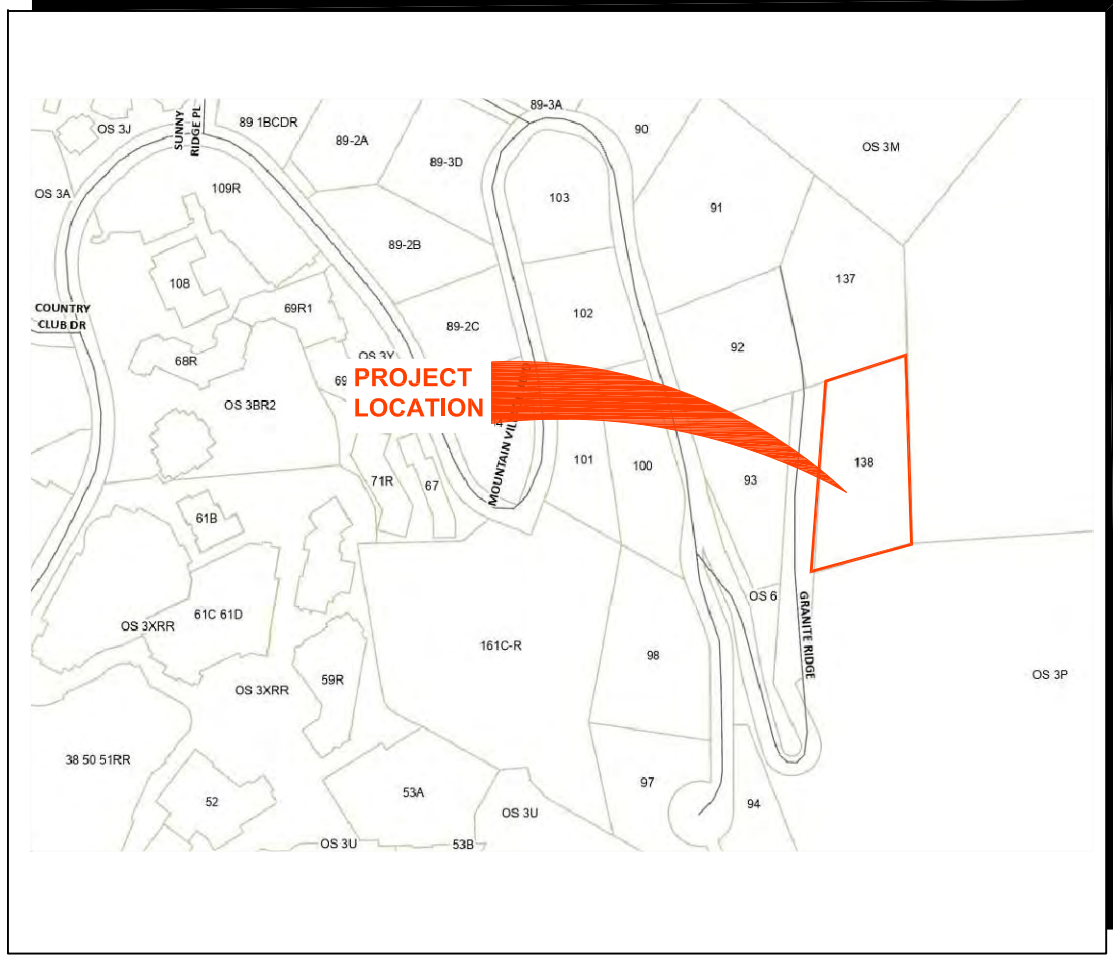 89-3A
SUNNY
RIDGE PL
89 1BCDR
OS 3J
90
89-2A
OS 3M
89-3D
109R
OS 3A
103
91
89-2B
137
108
COUNTRY
CLUB DR
69R1
102
89-2C
92
OS 3Y
68R
69
PROJECT
LOCATION
OS 3BR2
MOUNTAIN VIL
101
100
138
71R
67
93
61B
OS 6
GRANITE RIDGE
61C 61D
OS 3XRR
161C-R
98
59R
OS 3P
OS 3XRR
38 50 51RR
97
53A
52
94
OS 3U
OS 3U
53B